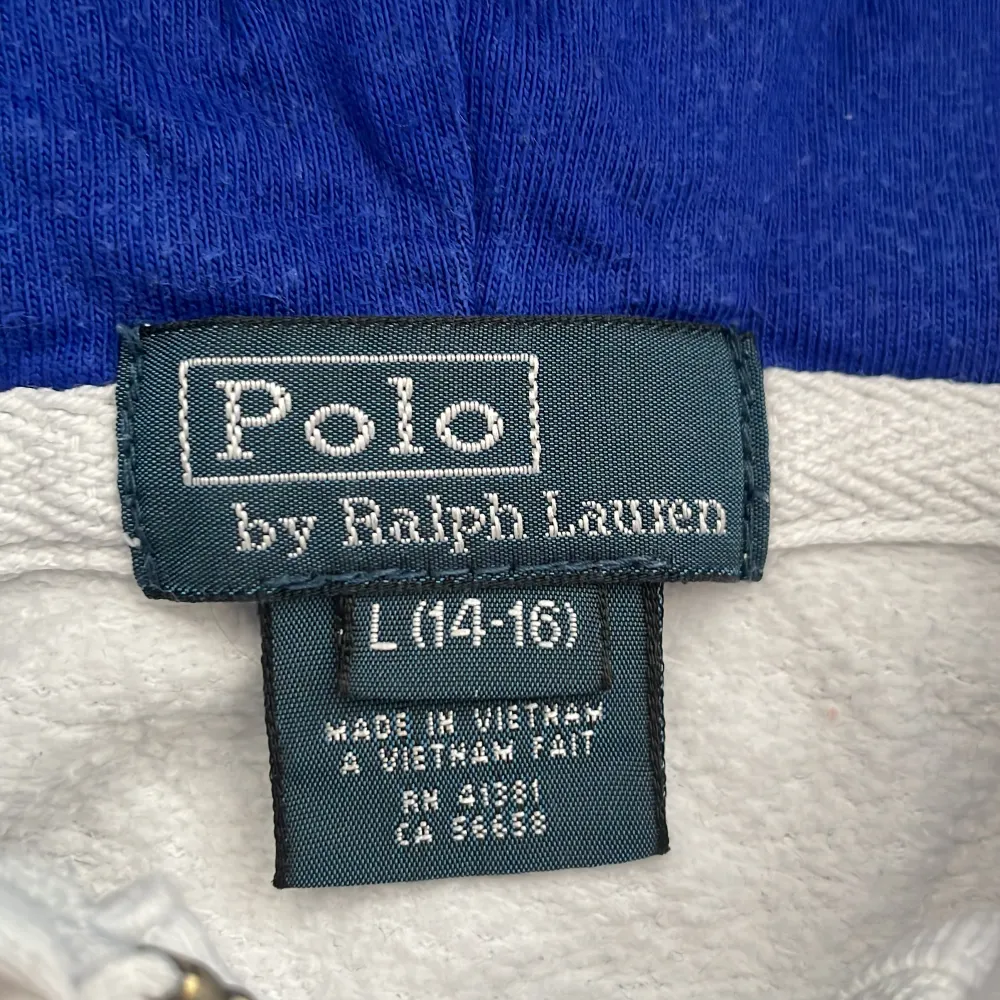 Polo
by Ralph Lauren
L (14-16)
MADE IN VIETNAM
A VIETNAM FAIT
RN 41381
CA 56658